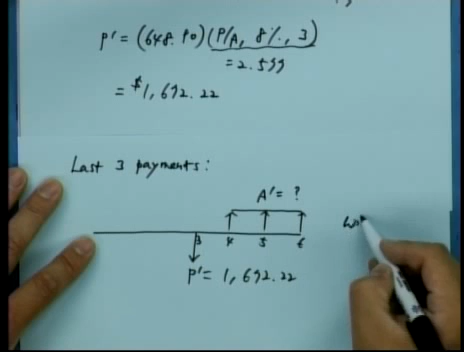 P' = (648.90)(P/A, 8%, 3)
= 2.577
= $1,672.22
Last 3 payments:
A' = ?
3 4 5 6
P' = 1,672.22